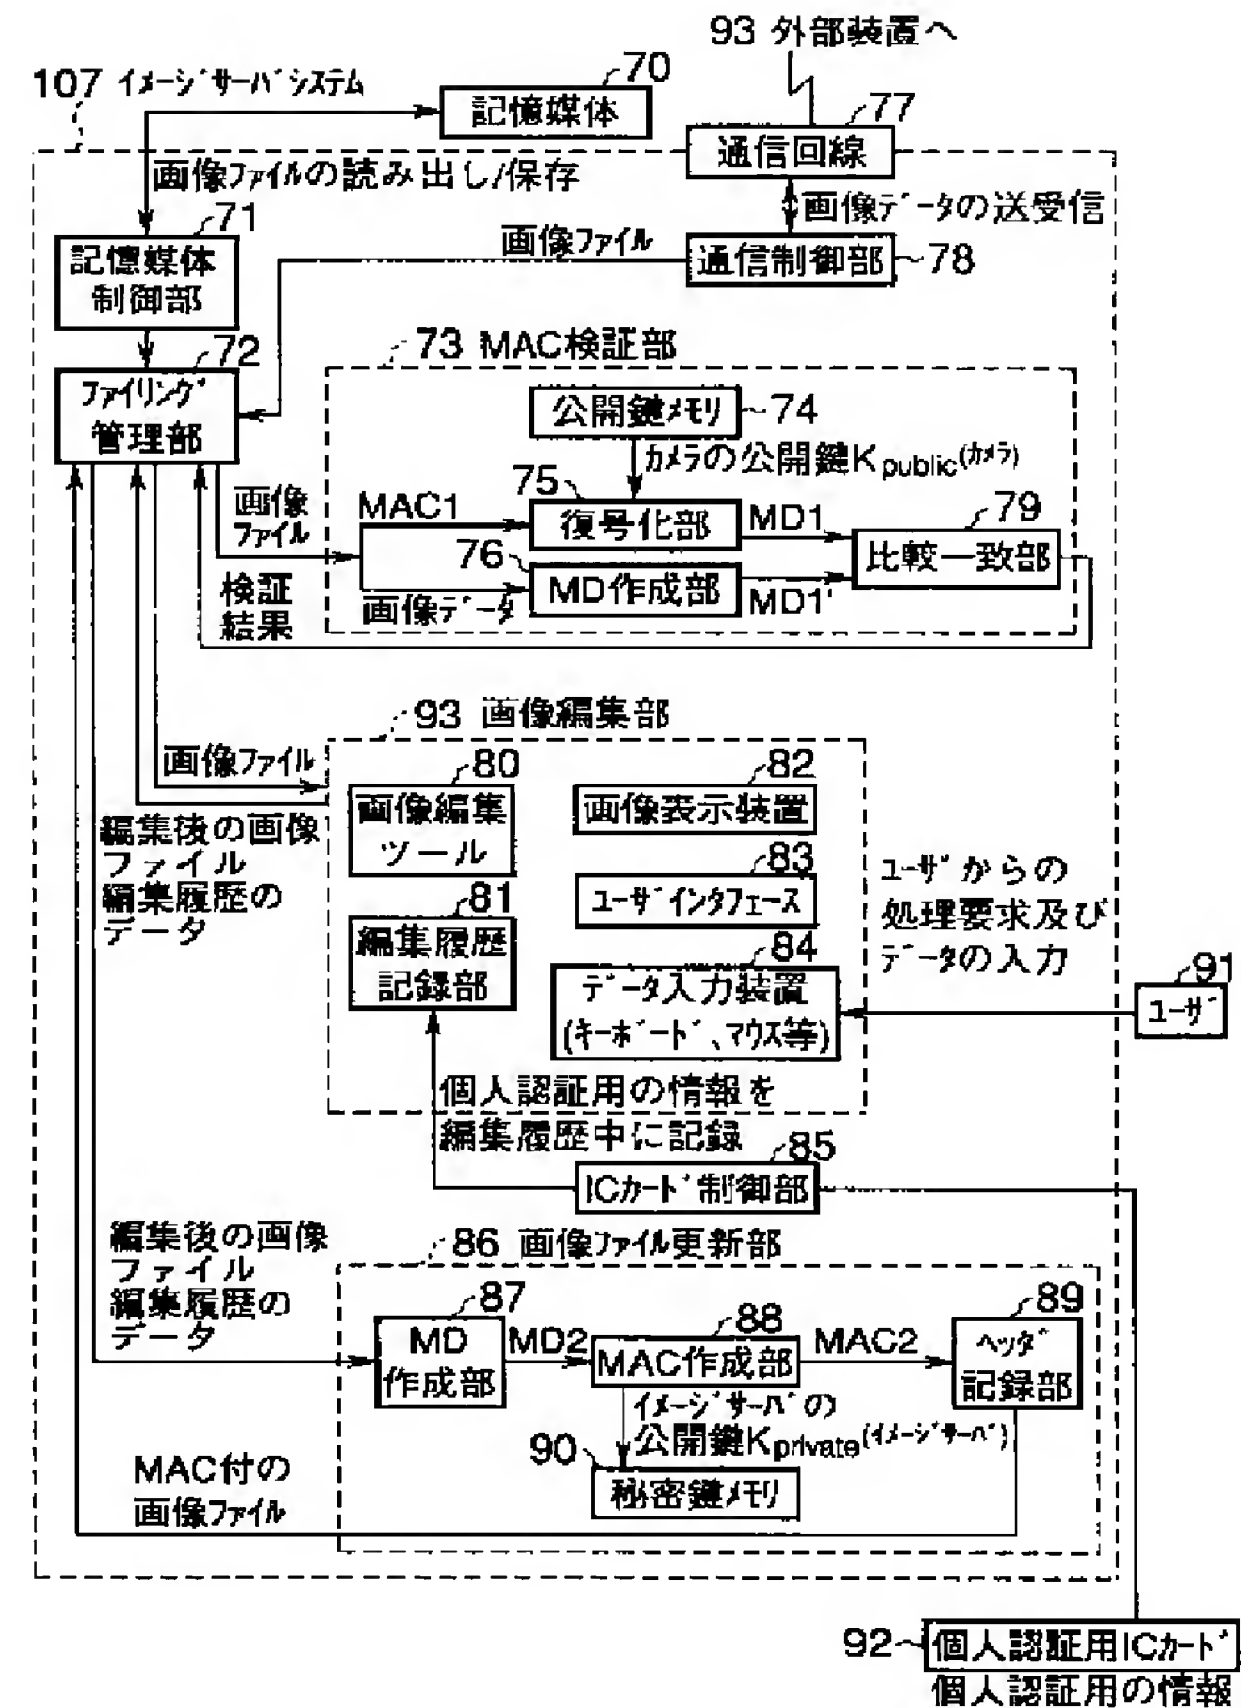 93 外部装置へ
107 イメージサーバシステム
70
記憶媒体
77
通信回線
画像ファイルの読み出し/保存
画像データの送受信
71
記憶媒体
制御部
画像ファイル
通信制御部
78
72
ファイリング
管理部
73 MAC検証部
公開鍵メモリ
74
カメラの公開鍵Kpublic(カメラ)
画像
ファイル
MAC1
75
復号化部
MD1
79
比較一致部
76
MD作成部
MD1'
画像データ
検証
結果
93 画像編集部
画像ファイル
80
画像編集
ツール
82
画像表示装置
編集後の画像
ファイル
編集履歴の
データ
83
ユーザインタフェース
81
編集履歴
記録部
84
データ入力装置
(キーボード、マウス等)
ユーザからの
処理要求及び
データの入力
91
ユーザ
個人認証用の情報を
編集履歴中に記録
85
ICカード制御部
編集後の画像
ファイル
編集履歴の
データ
86 画像ファイル更新部
87
MD
作成部
MD2
88
MAC作成部
MAC2
89
ヘッダ
記録部
イメージサーバの
公開鍵Kprivate(イメージサーバ)
90
秘密鍵メモリ
MAC付の
画像ファイル
92
個人認証用ICカード
個人認証用の情報